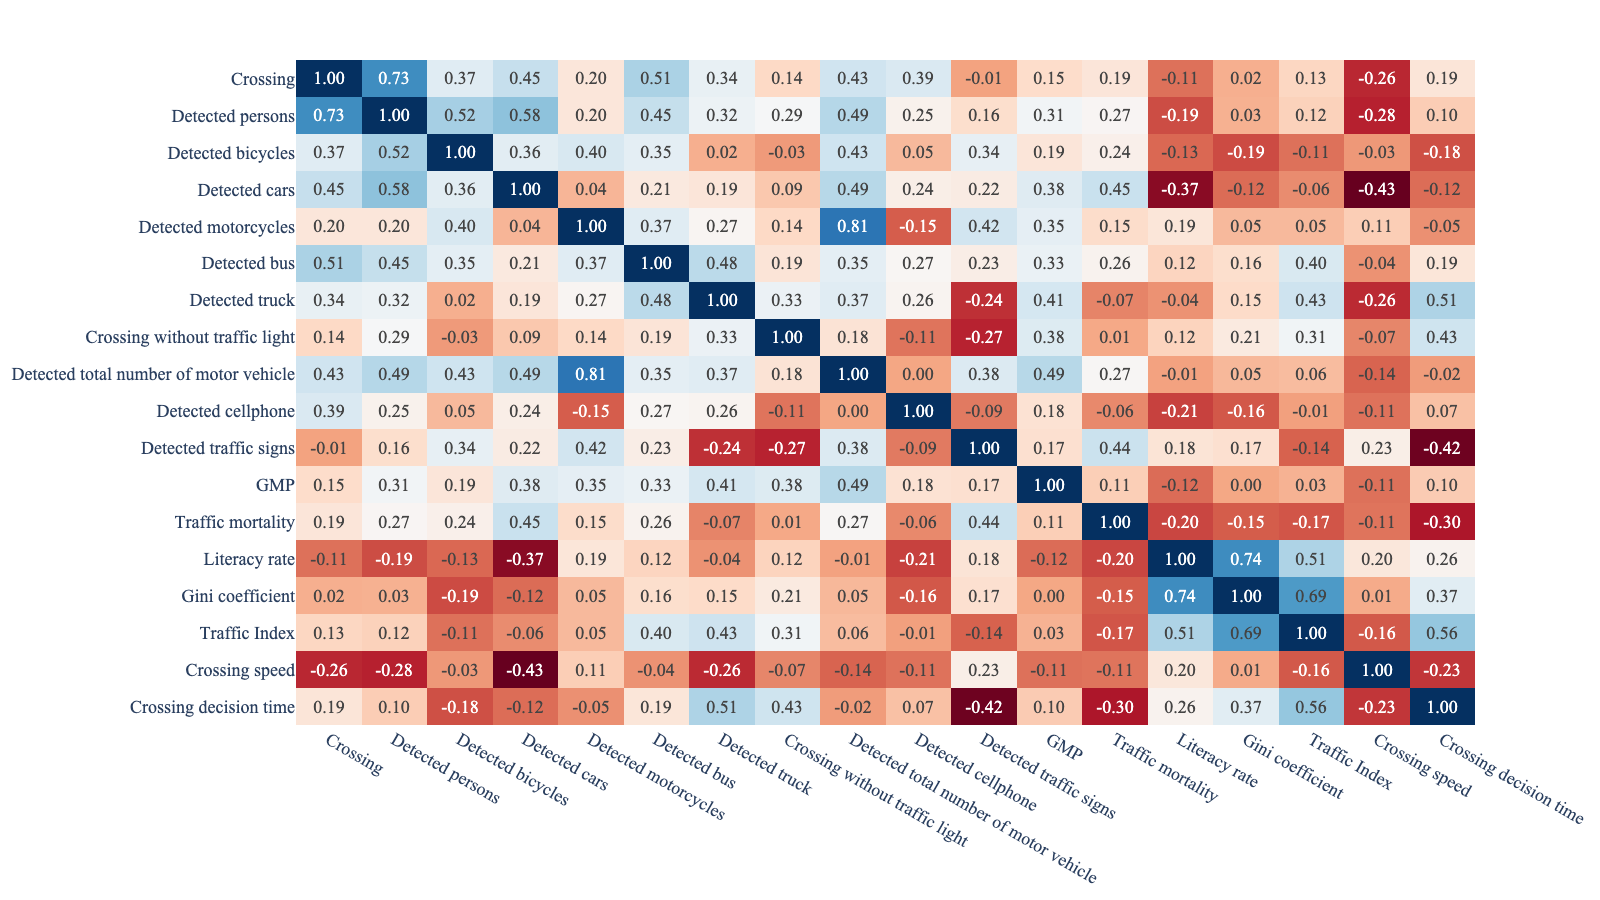 Crossing 1.00 0.73 0.37 0.45 0.20 0.51 0.34 0.14 0.43 0.39 -0.01 0.15 0.19 -0.11 0.02 0.13 -0.26 0.19
Detected persons 0.73 1.00 0.52 0.58 0.20 0.45 0.32 0.29 0.49 0.25 0.16 0.31 0.27 -0.19 0.03 0.12 -0.28 0.10
Detected bicycles 0.37 0.52 1.00 0.36 0.40 0.35 0.02 -0.03 0.43 0.05 0.34 0.19 0.24 -0.13 -0.19 -0.11 -0.03 -0.18
Detected cars 0.45 0.58 0.36 1.00 0.04 0.21 0.19 0.09 0.49 0.24 0.22 0.38 0.45 -0.37 -0.12 -0.06 -0.43 -0.12
Detected motorcycles 0.20 0.20 0.40 0.04 1.00 0.37 0.27 0.14 0.81 -0.15 0.42 0.35 0.15 0.19 0.05 0.05 0.11 -0.05
Detected bus 0.51 0.45 0.35 0.21 0.37 1.00 0.48 0.19 0.35 0.27 0.23 0.33 0.26 0.12 0.16 0.40 -0.04 0.19
Detected truck 0.34 0.32 0.02 0.19 0.27 0.48 1.00 0.33 0.37 0.26 -0.24 0.41 -0.07 -0.04 0.15 0.43 -0.26 0.51
Crossing without traffic light 0.14 0.29 -0.03 0.09 0.14 0.19 0.33 1.00 0.18 -0.11 -0.27 0.38 0.01 0.12 0.21 0.31 -0.07 0.43
Detected total number of motor vehicle 0.43 0.49 0.43 0.49 0.81 0.35 0.37 0.18 1.00 0.00 0.38 0.49 0.27 -0.01 0.05 0.06 -0.14 -0.02
Detected cellphone 0.39 0.25 0.05 0.24 -0.15 0.27 0.26 -0.11 0.00 1.00 -0.09 0.18 -0.06 -0.21 -0.16 -0.01 -0.11 0.07
Detected traffic signs -0.01 0.16 0.34 0.22 0.42 0.23 -0.24 -0.27 0.38 -0.09 1.00 0.17 0.44 0.18 0.17 -0.14 0.23 -0.42
GMP 0.15 0.31 0.19 0.38 0.35 0.33 0.41 0.38 0.49 0.18 0.17 1.00 0.11 -0.12 0.00 0.03 -0.11 0.10
Traffic mortality 0.19 0.27 0.24 0.45 0.15 0.26 -0.07 0.01 0.27 -0.06 0.44 0.11 1.00 -0.20 -0.15 -0.17 -0.11 -0.30
Literacy rate -0.11 -0.19 -0.13 -0.37 0.19 0.12 -0.04 0.12 -0.01 -0.21 0.18 -0.12 -0.20 1.00 0.74 0.51 0.20 0.26
Gini coefficient 0.02 0.03 -0.19 -0.12 0.05 0.16 0.15 0.21 0.05 -0.16 0.17 0.00 -0.15 0.74 1.00 0.69 0.01 0.37
Traffic Index 0.13 0.12 -0.11 -0.06 0.05 0.40 0.43 0.31 0.06 -0.01 -0.14 0.03 -0.17 0.51 0.69 1.00 -0.16 0.56
Crossing speed -0.26 -0.28 -0.03 -0.43 0.11 -0.04 -0.26 -0.07 -0.14 -0.11 0.23 -0.11 -0.11 0.20 0.01 -0.16 1.00 -0.23
Crossing decision time 0.19 0.10 -0.18 -0.12 -0.05 0.19 0.51 0.43 -0.02 0.07 -0.42 0.10 -0.30 0.26 0.37 0.56 -0.23 1.00
Crossing
Detected persons
Detected bicycles
Detected cars
Detected motorcycles
Detected bus
Detected truck
Crossing without traffic light
Detected total number of motor vehicle
Detected cellphone
Detected traffic signs
GMP
Traffic mortality
Literacy rate
Gini coefficient
Traffic Index
Crossing speed
Crossing decision time